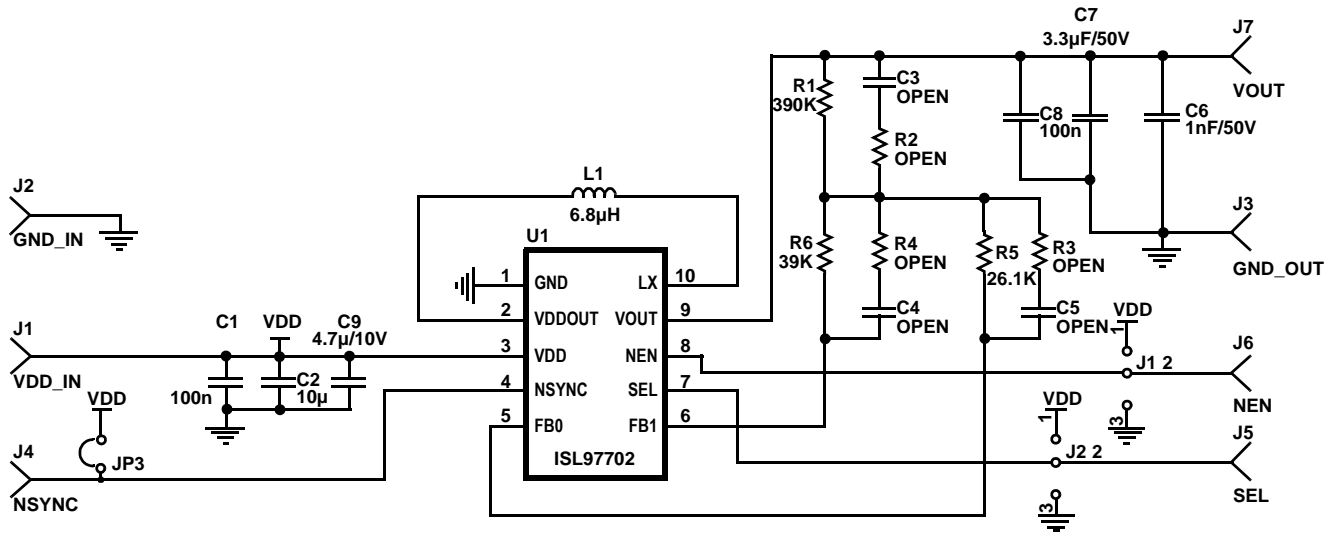 C7
3.3µF/50V
J7
VOUT
R1
390K
C3
OPEN
R2
OPEN
C8
100n
C6
1nF/50V
J2
GND_IN
L1
6.8µH
J3
GND_OUT
R6
39K
R4
OPEN
R5
26.1K
R3
OPEN
C4
OPEN
C5
OPEN
U1
1
GND
LX
10
2
VDDOUT
VOUT
9
3
VDD
NEN
8
4
NSYNC
SEL
7
5
FB0
FB1
6
ISL97702
J1
VDD_IN
C1
100n
VDD
C2
10µ
C9
4.7µ/10V
VDD
JP3
J4
NSYNC
VDD
1
J1 2
3
J6
NEN
VDD
1
J2 2
3
J5
SEL